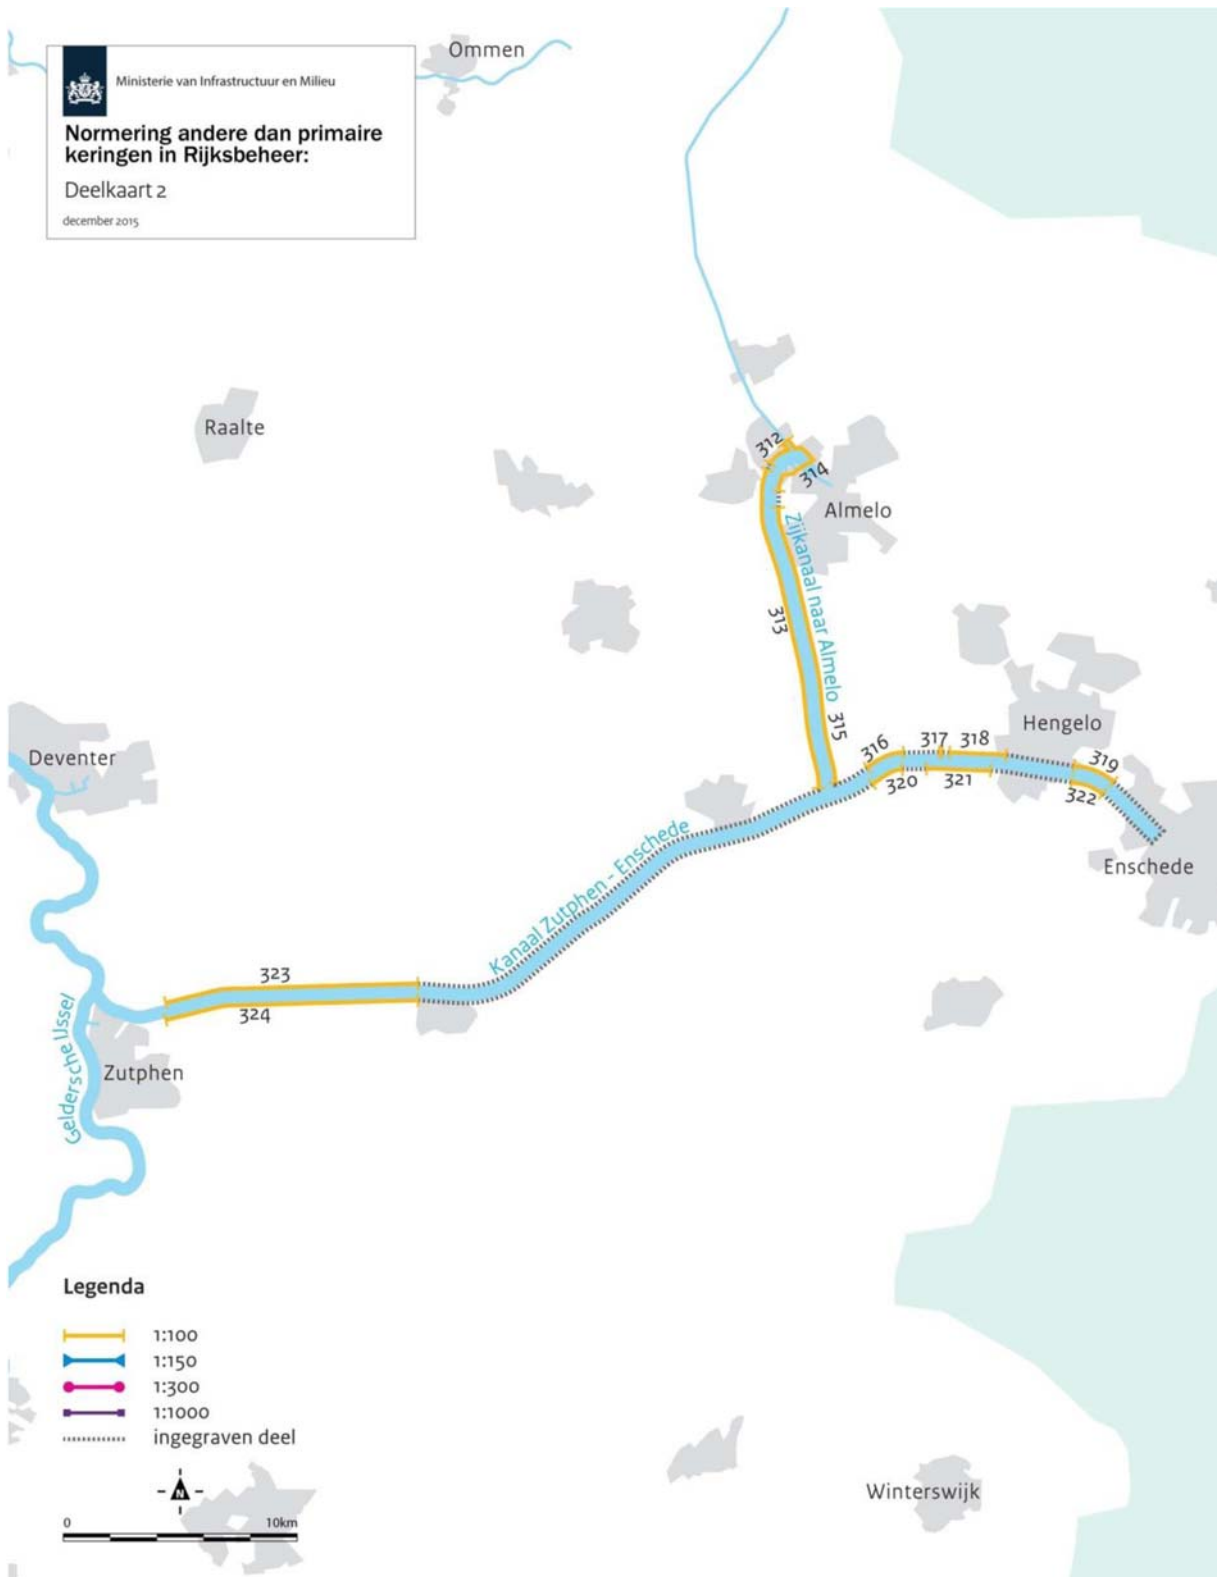 Ommen
Ministerie van Infrastructuur en Milieu
Normering andere dan primaire
keringen in Rijksbeheer:
Deelkaart 2
december 2015
Raalte
312
314
Almelo
Zijkanaal naar Almelo
313
315
Hengelo
316
317
318
319
320
321
322
Deventer
Enschede
Kanaal Zutphen - Enschede
323
324
Geldersche IJssel
Zutphen
Legenda
1:100
1:150
1:300
1:1000
ingegraven deel
N
0 10km
Winterswijk